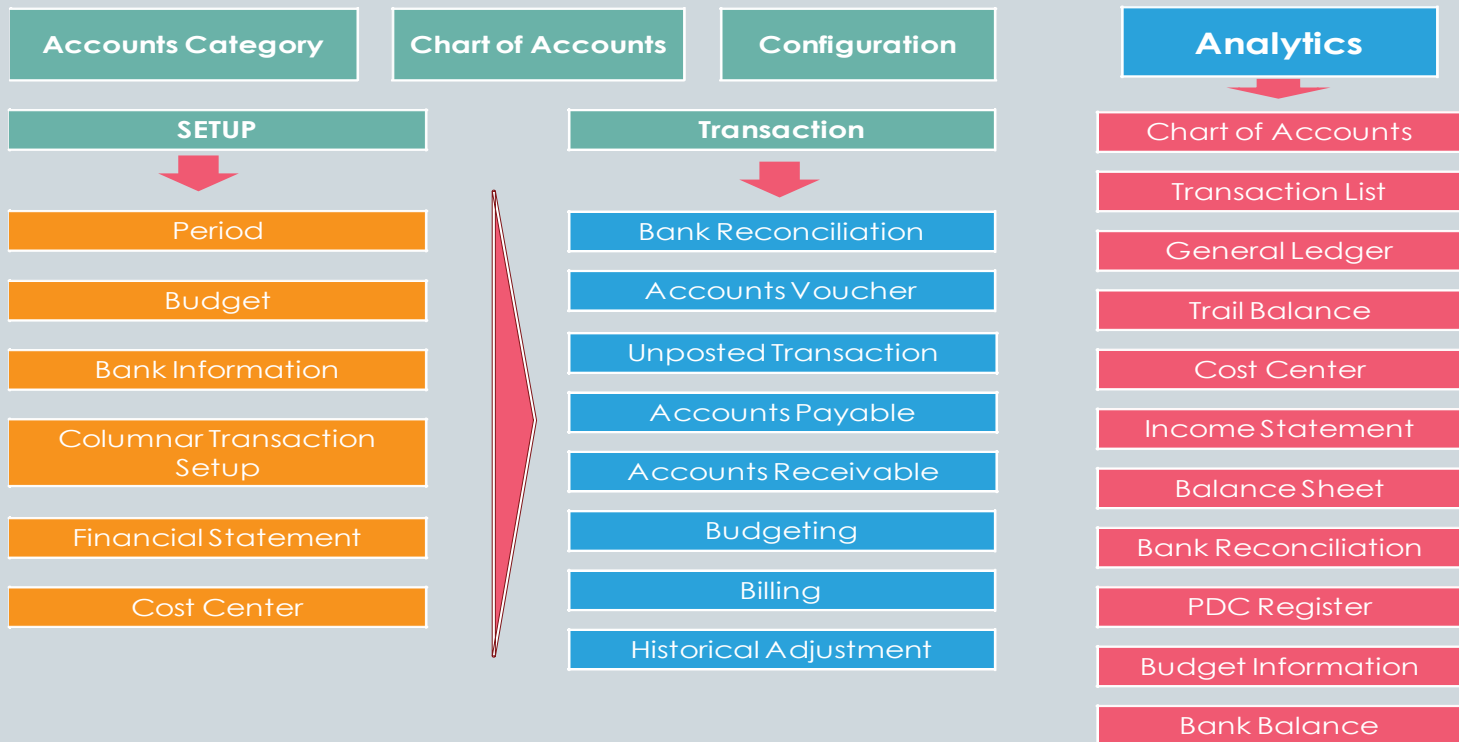 Accounts Category
Chart of Accounts
Configuration
Analytics
SETUP
Period
Budget
Bank Information
Columnar Transaction
Setup
Financial Statement
Cost Center
Transaction
Bank Reconciliation
Accounts Voucher
Unposted Transaction
Accounts Payable
Accounts Receivable
Budgeting
Billing
Historical Adjustment
Chart of Accounts
Transaction List
General Ledger
Trail Balance
Cost Center
Income Statement
Balance Sheet
Bank Reconciliation
PDC Register
Budget Information
Bank Balance